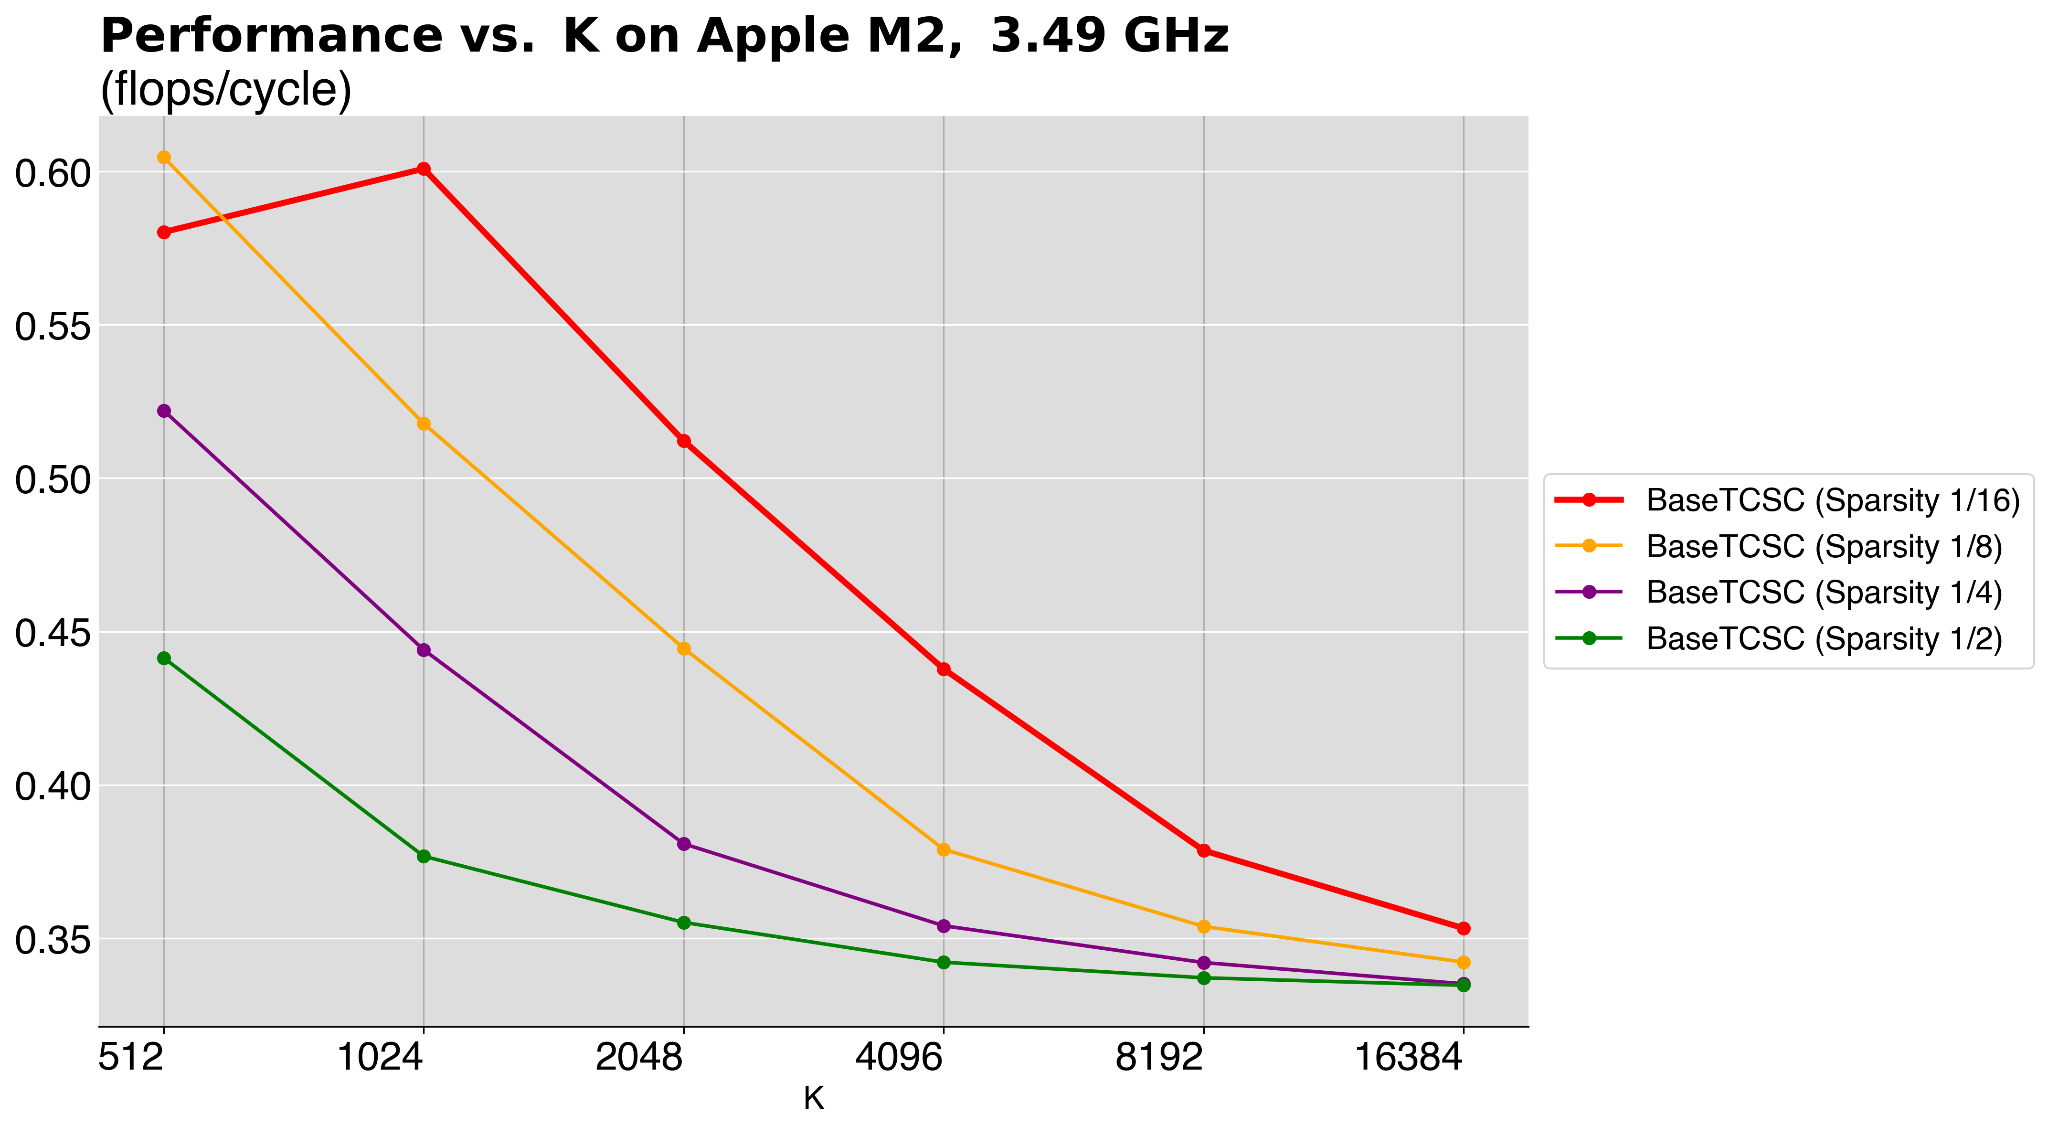 Performance vs. K on Apple M2, 3.49 GHz
(flops/cycle)
0.60
0.55
0.50
0.45
0.40
0.35
512 1024 2048 4096 8192 16384
K
BaseTCSC (Sparsity 1/16)
BaseTCSC (Sparsity 1/8)
BaseTCSC (Sparsity 1/4)
BaseTCSC (Sparsity 1/2)